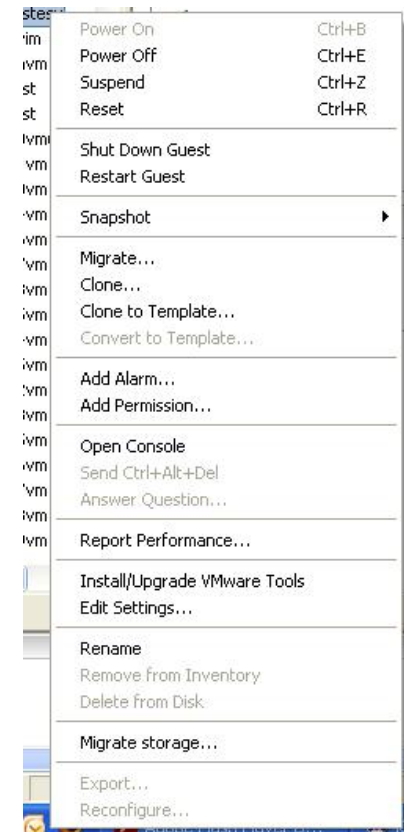 Power On Ctrl+B
Power Off Ctrl+E
Suspend Ctrl+Z
Reset Ctrl+R
Shut Down Guest
Restart Guest
Snapshot
Migrate...
Clone...
Clone to Template...
Convert to Template...
Add Alarm...
Add Permission...
Open Console
Send Ctrl+Alt+Del
Answer Question...
Report Performance...
Install/Upgrade VMware Tools
Edit Settings...
Rename
Remove from Inventory
Delete from Disk
Migrate storage...
Export...
Reconfigure...